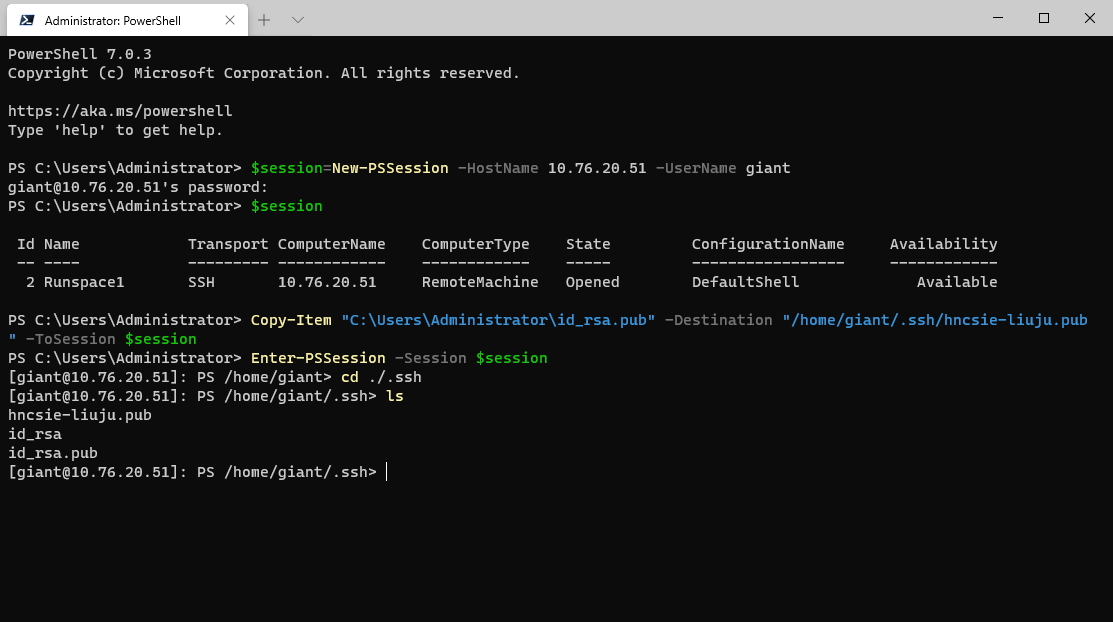 Administrator: PowerShell
PowerShell 7.0.3
Copyright (c) Microsoft Corporation. All rights reserved.
https://aka.ms/powershell
Type 'help' to get help.
PS C:\Users\Administrator> $session=New-PSSession -HostName 10.76.20.51 -UserName giant
giant@10.76.20.51's password:
PS C:\Users\Administrator> $session
 Id Name            Transport ComputerName    ComputerType    State         ConfigurationName     Availability
 -- ----            --------- ------------    ------------    -----         -----------------     ------------
  2 Runspace1       SSH       10.76.20.51     RemoteMachine   Opened        DefaultShell             Available
PS C:\Users\Administrator> Copy-Item "C:\Users\Administrator\id_rsa.pub" -Destination "/home/giant/.ssh/hncsie-liuju.pub
" -ToSession $session
PS C:\Users\Administrator> Enter-PSSession -Session $session
[giant@10.76.20.51]: PS /home/giant> cd ./.ssh
[giant@10.76.20.51]: PS /home/giant/.ssh> ls
hncsie-liuju.pub
id_rsa
id_rsa.pub
[giant@10.76.20.51]: PS /home/giant/.ssh>